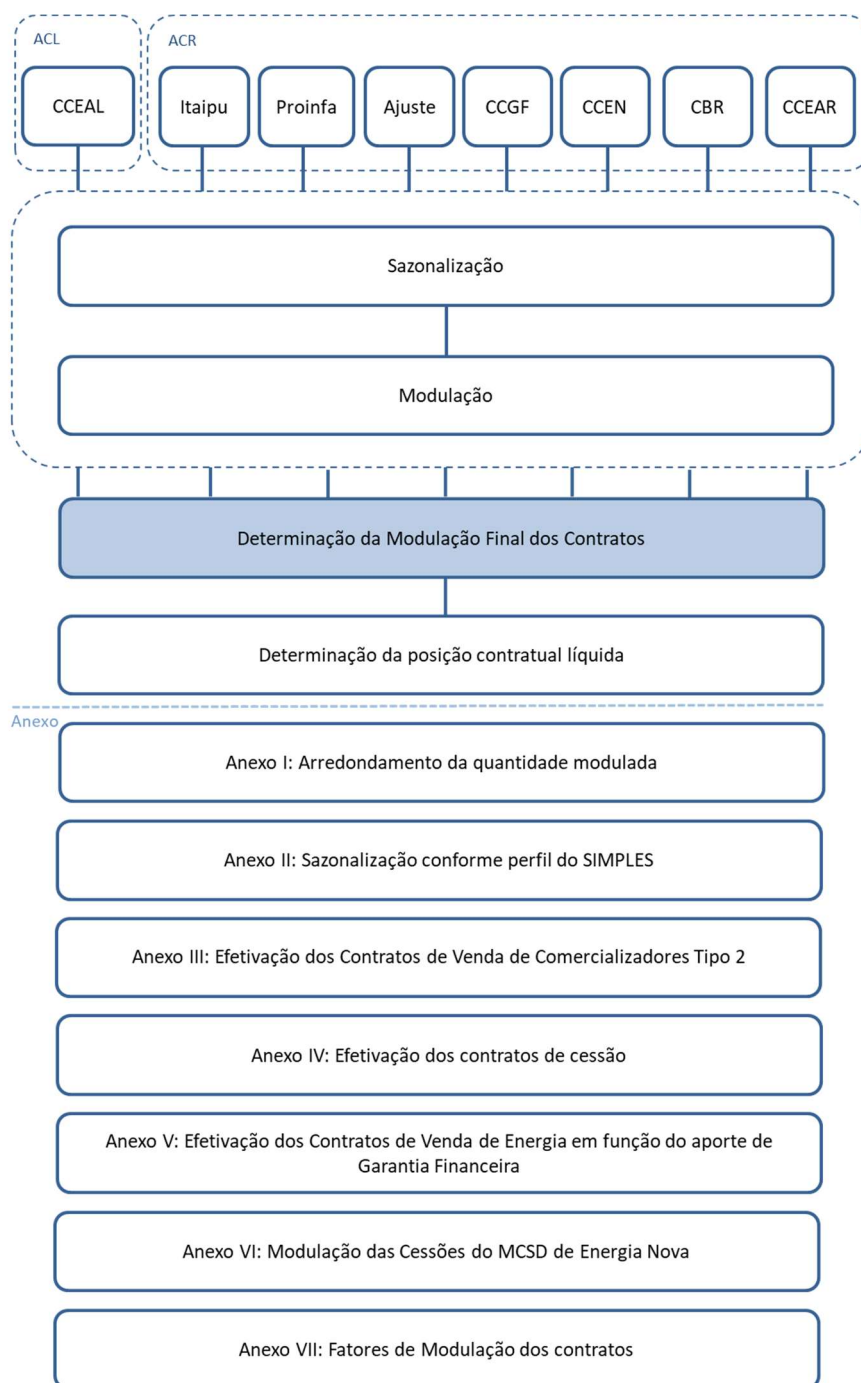 ACL
ACR
CCEAL
Itaipu
Proinfa
Ajuste
CCGF
CCEN
CBR
CCEAR
Sazonalização
Modulação
Determinação da Modulação Final dos Contratos
Determinação da posição contratual líquida
Anexo
Anexo I: Arredondamento da quantidade modulada
Anexo II: Sazonalização conforme perfil do SIMPLES
Anexo III: Efetivação dos Contratos de Venda de Comercializadores Tipo 2
Anexo IV: Efetivação dos contratos de cessão
Anexo V: Efetivação dos Contratos de Venda de Energia em função do aporte de
Garantia Financeira
Anexo VI: Modulação das Cessões do MCSD de Energia Nova
Anexo VII: Fatores de Modulação dos contratos